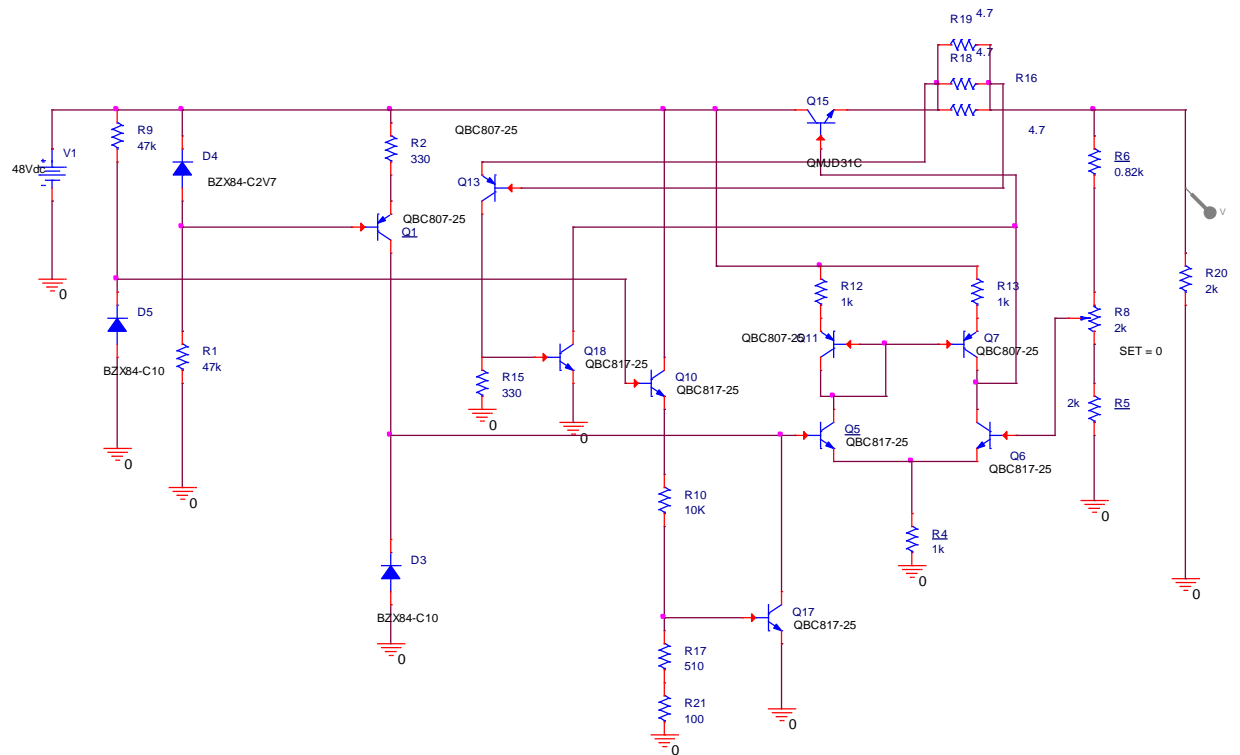 R19 4.7
R18 4.7
R16
4.7
Q15
QMJD31C
R9
47k
D4
BZX84-C2V7
R2
330
QBC807-25
V1
48Vdc
Q13
R6
0.82k
V
QBC807-25
Q1
R12
1k
R13
1k
R20
2k
D5
BZX84-C10
R1
47k
QBC807-25
Q11
Q7
QBC807-25
R8
2k
SET = 0
Q18
QBC817-25
R15
330
Q10
QBC817-25
2k
R5
Q5
QBC817-25
Q6
QBC817-25
R10
10K
R4
1k
D3
BZX84-C10
Q17
QBC817-25
R17
510
R21
100
0
0
0
0
0
0
0
0
0
0
0